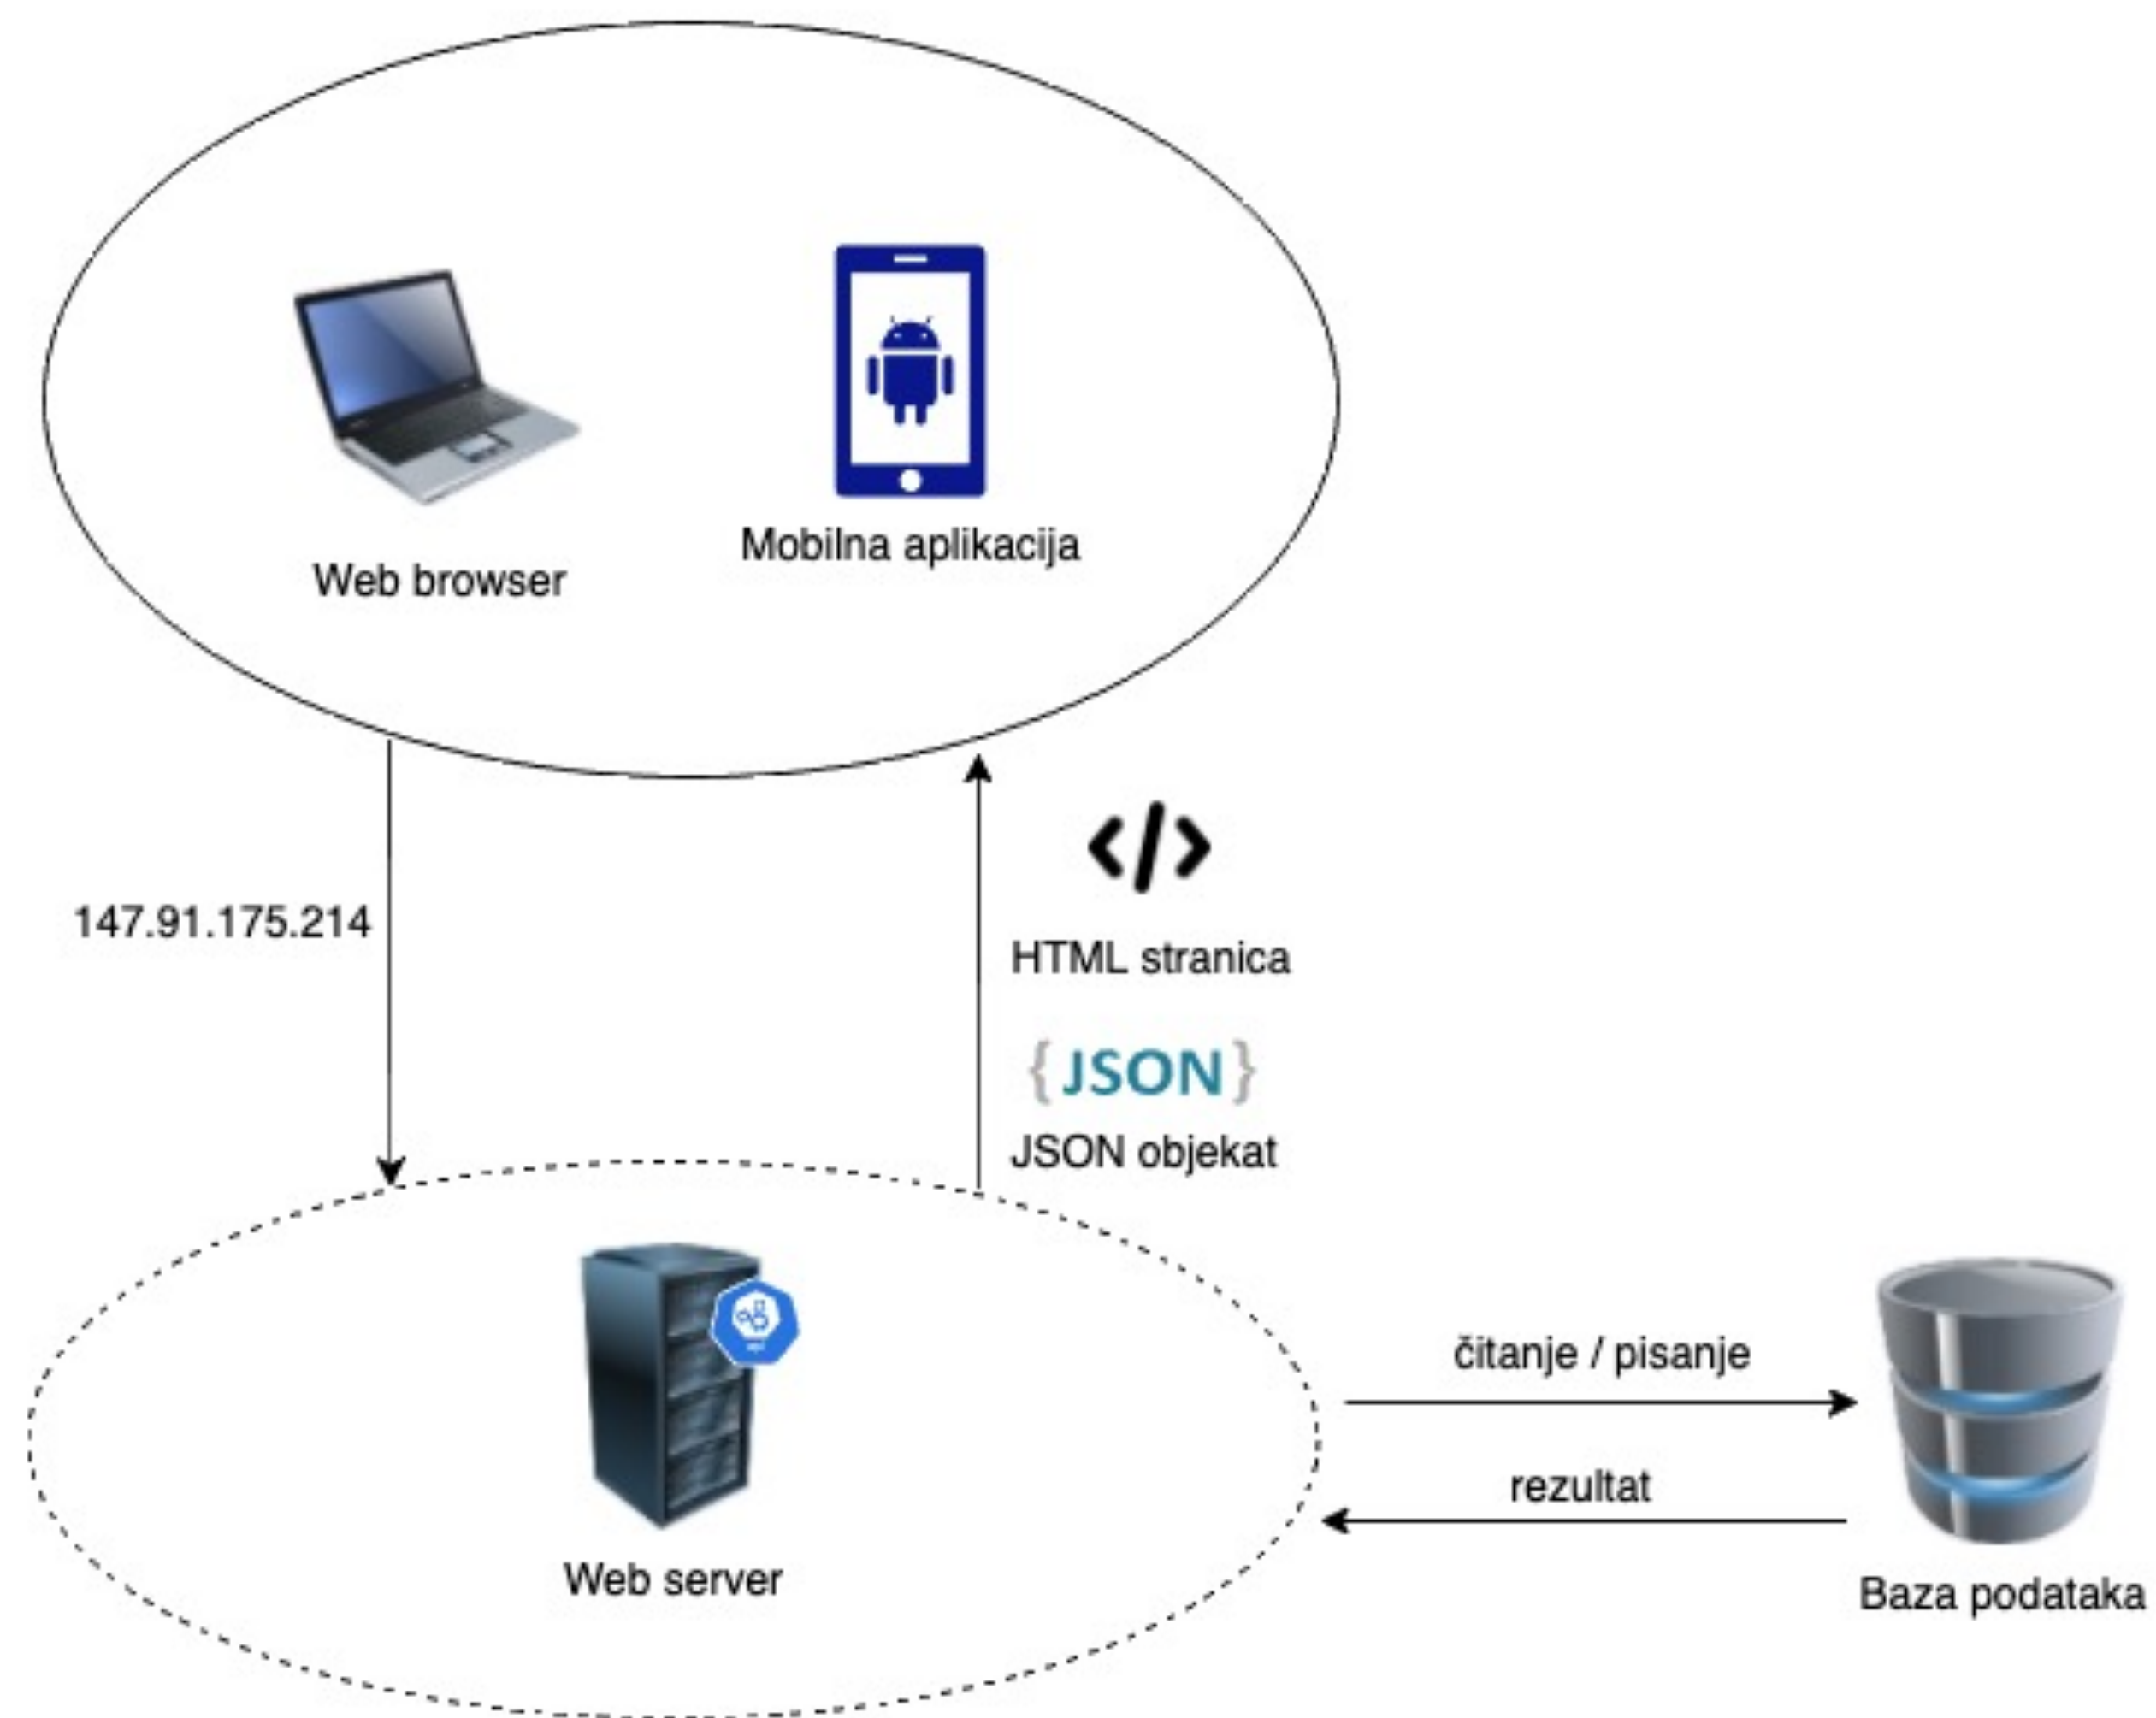 Web browser
Mobilna aplikacija
147.91.175.214
</>
HTML stranica
{JSON}
JSON objekat
Web server
čitanje / pisanje
rezultat
Baza podataka